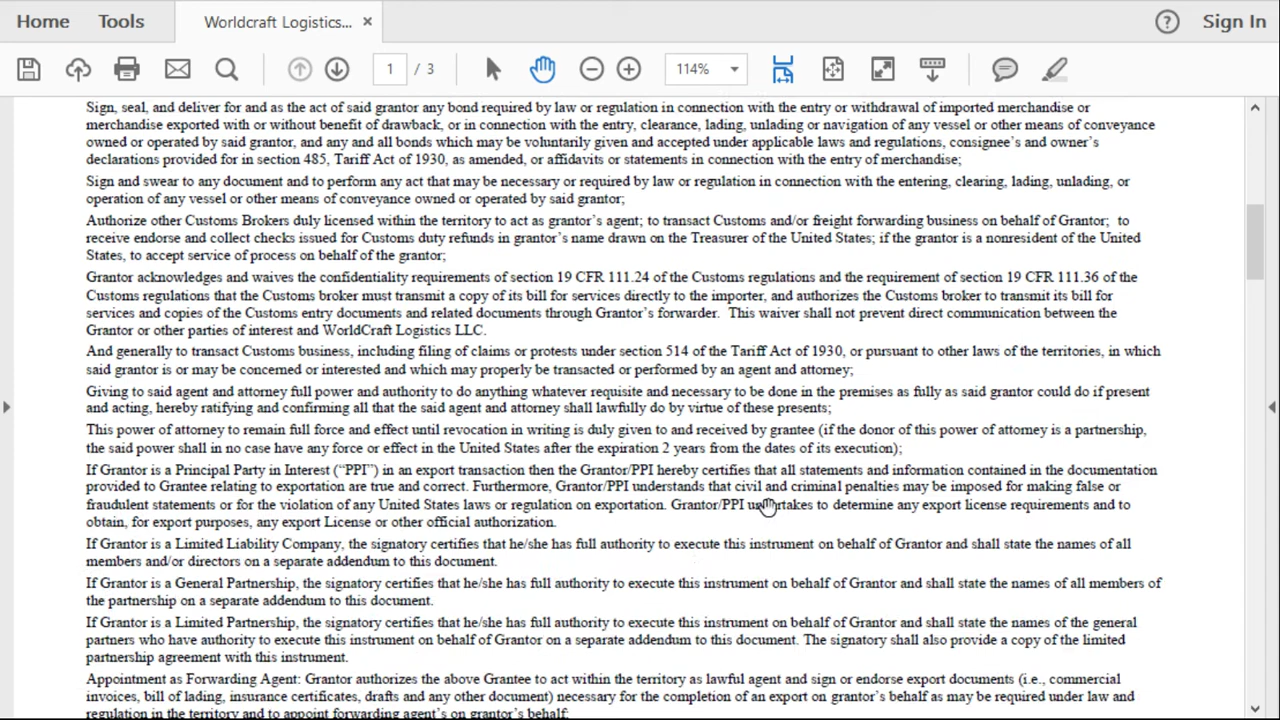 Home Tools Worldcraft Logistics... × ? Sign In
1 / 3 114%
Sign, seal, and deliver for and as the act of said grantor any bond required by law or regulation in connection with the entry or withdrawal of imported merchandise or
merchandise exported with or without benefit of drawback, or in connection with the entry, clearance, lading, unlading or navigation of any vessel or other means of conveyance
owned or operated by said grantor, and any and all bonds which may be voluntarily given and accepted under applicable laws and regulations, consignee's and owner's
declarations provided for in section 485, Tariff Act of 1930, as amended, or affidavits or statements in connection with the entry of merchandise;
Sign and swear to any document and to perform any act that may be necessary or required by law or regulation in connection with the entering, clearing, lading, unlading, or
operation of any vessel or other means of conveyance owned or operated by said grantor;
Authorize other Customs Brokers duly licensed within the territory to act as grantor's agent; to transact Customs and/or freight forwarding business on behalf of Grantor; to
receive endorse and collect checks issued for Customs duty refunds in grantor's name drawn on the Treasurer of the United States; if the grantor is a nonresident of the United
States, to accept service of process on behalf of the grantor;
Grantor acknowledges and waives the confidentiality requirements of section 19 CFR 111.24 of the Customs regulations and the requirement of section 19 CFR 111.36 of the
Customs regulations that the Customs broker must transmit a copy of its bill for services directly to the importer, and authorizes the Customs broker to transmit its bill for
services and copies of the Customs entry documents and related documents through Grantor's forwarder. This waiver shall not prevent direct communication between the
Grantor or other parties of interest and WorldCraft Logistics LLC.
And generally to transact Customs business, including filing of claims or protests under section 514 of the Tariff Act of 1930, or pursuant to other laws of the territories, in which
said grantor is or may be concerned or interested and which may properly be transacted or performed by an agent and attorney;
Giving to said agent and attorney full power and authority to do anything whatever requisite and necessary to be done in the premises as fully as said grantor could do if present
and acting, hereby ratifying and confirming all that the said agent and attorney shall lawfully do by virtue of these presents;
This power of attorney to remain full force and effect until revocation in writing is duly given to and received by grantee (if the donor of this power of attorney is a partnership,
the said power shall in no case have any force or effect in the United States after the expiration 2 years from the dates of its execution);
If Grantor is a Principal Party in Interest ("PPI") in an export transaction then the Grantor/PPI hereby certifies that all statements and information contained in the documentation
provided to Grantee relating to exportation are true and correct. Furthermore, Grantor/PPI understands that civil and criminal penalties may be imposed for making false or
fraudulent statements or for the violation of any United States laws or regulation on exportation. Grantor/PPI undertakes to determine any export license requirements and to
obtain, for export purposes, any export License or other official authorization.
If Grantor is a Limited Liability Company, the signatory certifies that he/she has full authority to execute this instrument on behalf of Grantor and shall state the names of all
members and/or directors on a separate addendum to this document.
If Grantor is a General Partnership, the signatory certifies that he/she has full authority to execute this instrument on behalf of Grantor and shall state the names of all members of
the partnership on a separate addendum to this document.
If Grantor is a Limited Partnership, the signatory certifies that he/she has full authority to execute this instrument on behalf of Grantor and shall state the names of the general
partners who have authority to execute this instrument on behalf of Grantor on a separate addendum to this document. The signatory shall also provide a copy of the limited
partnership agreement with this instrument.
Appointment as Forwarding Agent: Grantor authorizes the above Grantee to act within the territory as lawful agent and sign or endorse export documents (i.e., commercial
invoices, bill of lading, insurance certificates, drafts and any other document) necessary for the completion of an export on grantor's behalf as may be required under law and
regulation in the territory and to appoint forwarding agent's on grantor's behalf;